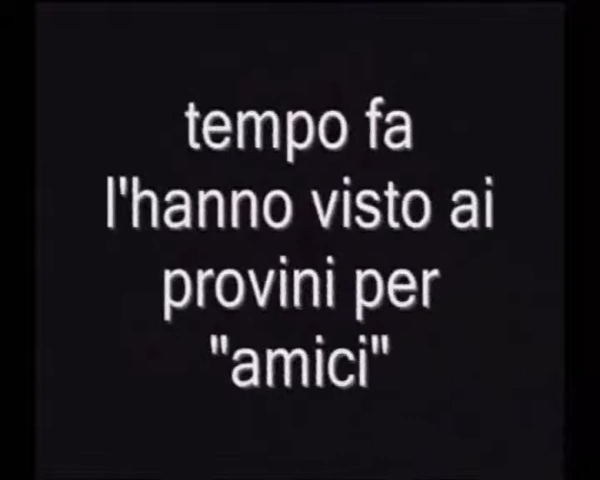 tempo fa
l'hanno visto ai
provini per
"amici"